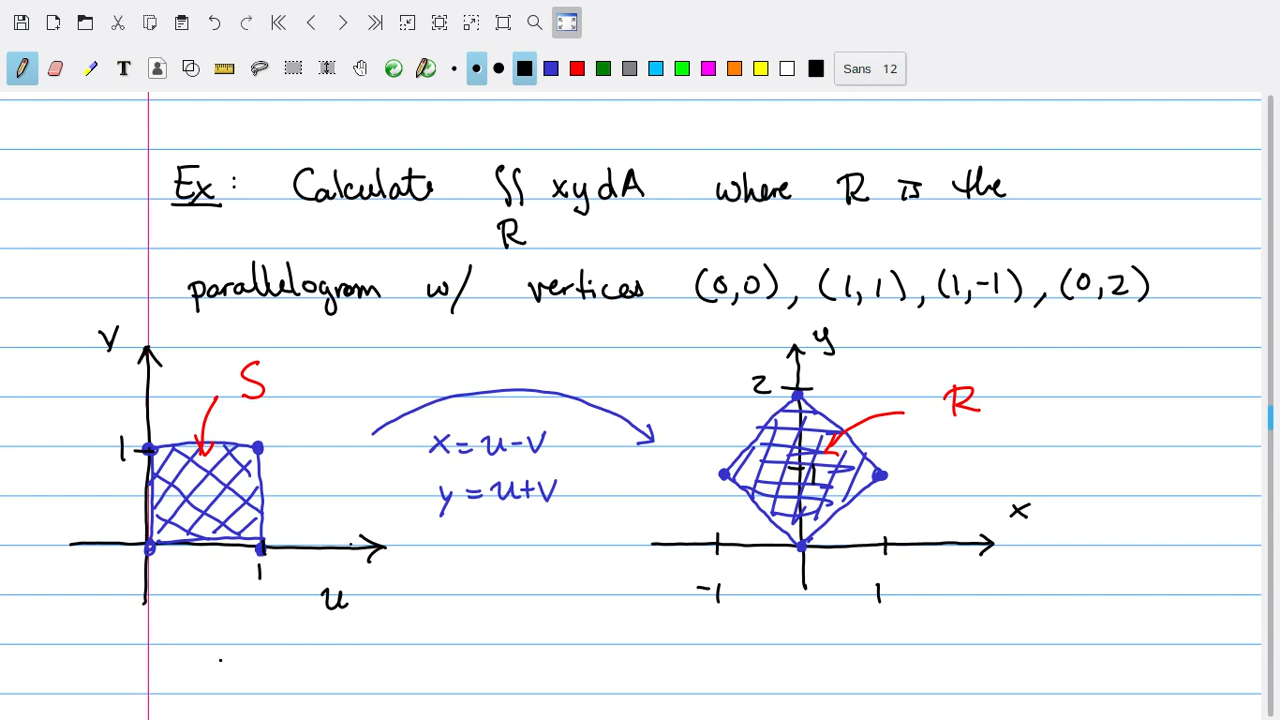 Sans 12
Ex: Calculate ∬ xy dA where R is the
R
parallelogram w/ vertices (0,0), (1,1), (1,-1), (0,2)
v
S
1
1
u
x = u-v
y = u+v
y
2
R
1
x
-1
1